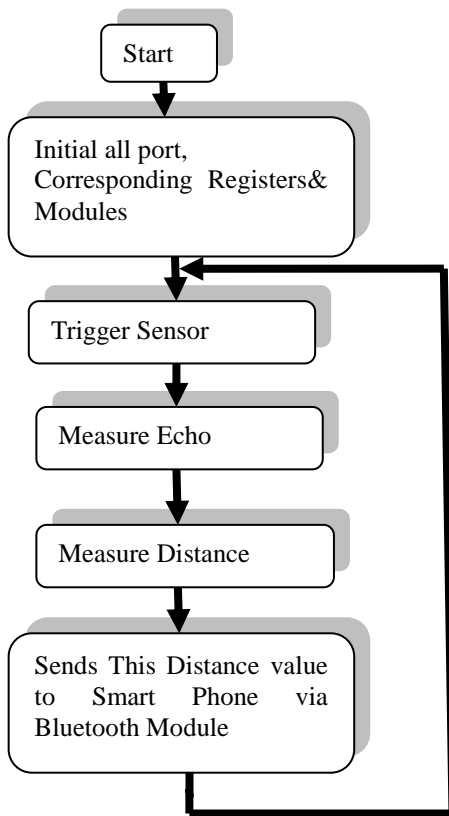 Start
Initial all port,
Corresponding Registers&
Modules
Trigger Sensor
Measure Echo
Measure Distance
Sends This Distance value
to Smart Phone via
Bluetooth Module